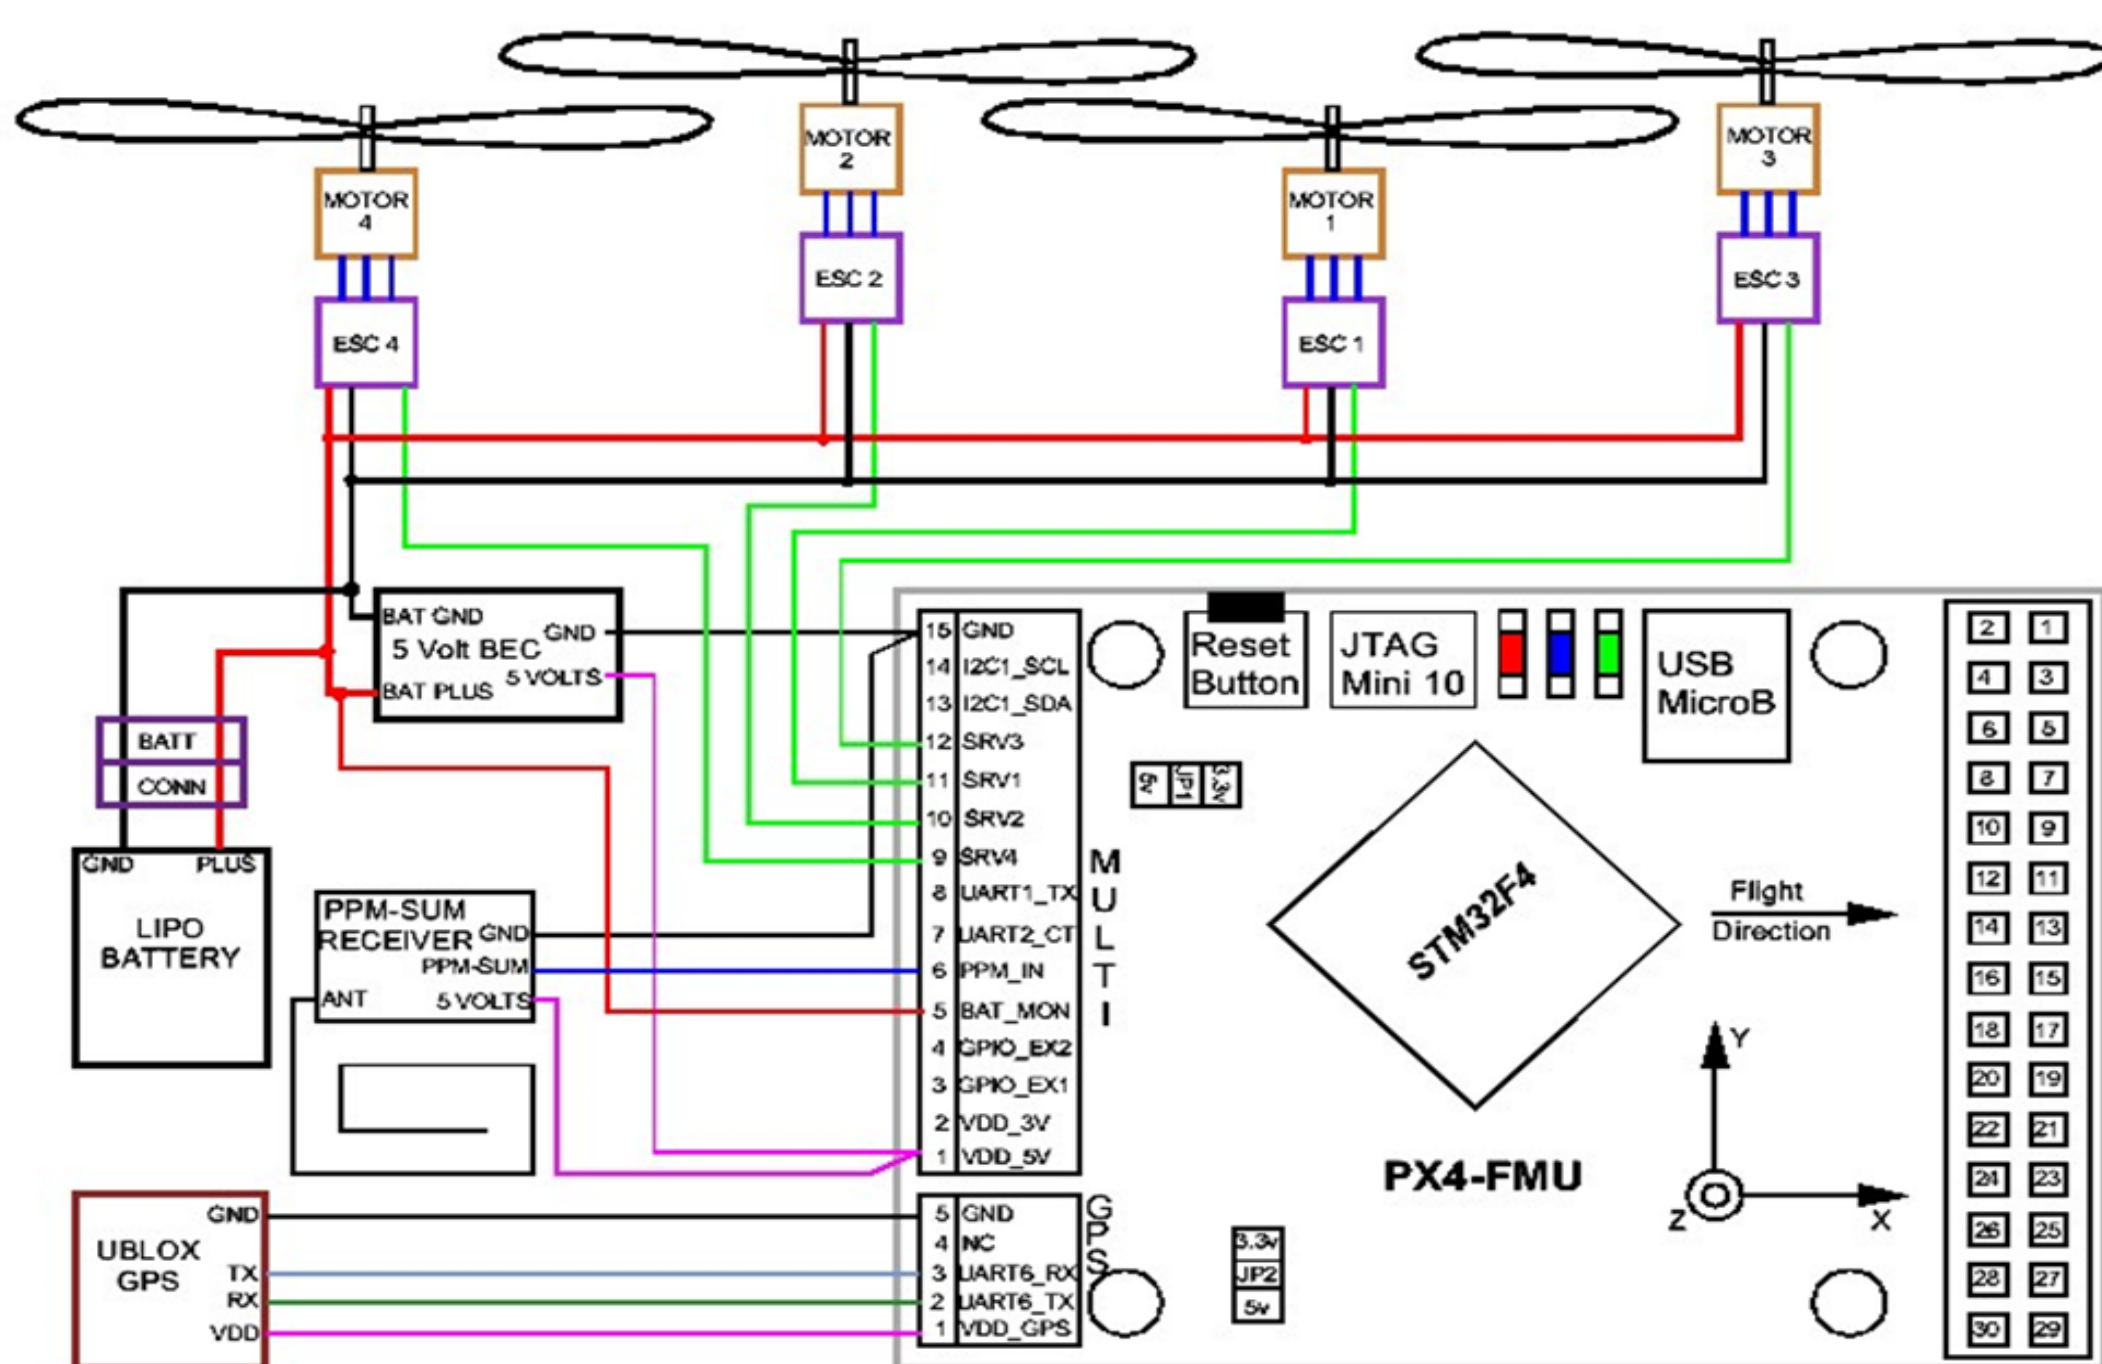 MOTOR
2
MOTOR
3
MOTOR
4
MOTOR
1
ESC 2
ESC 3
ESC 4
ESC 1
BAT GND
GND
5 Volt BEC
5 VOLTS
BAT PLUS
BATT
CONN
GND PLUS
LIPO
BATTERY
PPM-SUM
RECEIVER GND
PPM-SUM
ANT 5 VOLTS
UBLOX
GPS
GND
TX
RX
VDD
15 GND
14 I2C1_SCL
13 I2C1_SDA
12 SRV3
11 SRV1
10 SRV2
9 SRV4
8 UART1_TX
7 UART2_CT
6 PPM_IN
5 BAT_MON
4 GPIO_EX2
3 GPIO_EX1
2 VDD_3V
1 VDD_5V
MULTI
5 GND
4 NC
3 UART6_RX
2 UART6_TX
1 VDD_GPS
GPS
Reset
Button
JTAG
Mini 10
USB
MicroB
5v JP1 3.3v
STM32F4
Flight
Direction
PX4-FMU
Y
Z X
3.3v
JP2
5v
2 1
4 3
6 5
8 7
10 9
12 11
14 13
16 15
18 17
20 19
22 21
24 23
26 25
28 27
30 29